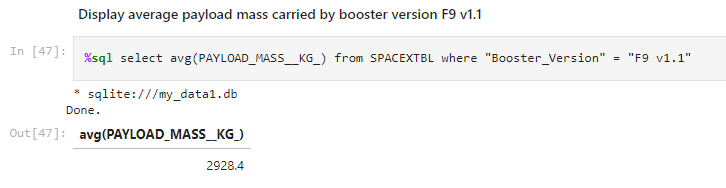 Display average payload mass carried by booster version F9 v1.1
In [47]: %sql select avg(PAYLOAD_MASS__KG_) from SPACEXTBL where "Booster_Version" = "F9 v1.1"
* sqlite:///my_data1.db
Done.
Out[47]: avg(PAYLOAD_MASS__KG_)
2928.4